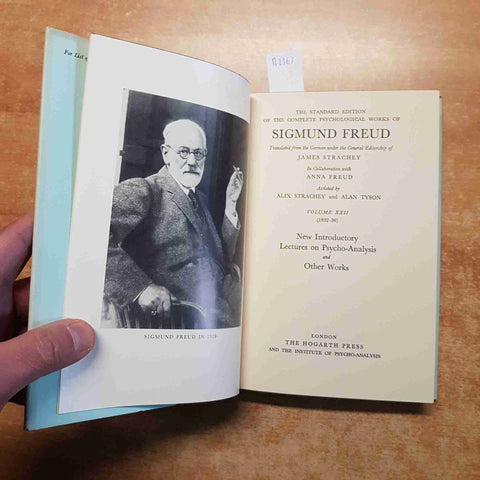 For List
SIGMUND FREUD IN
R2367
THE STANDARD EDITION
OF THE COMPLETE PSYCHOLOGICAL WORKS OF
SIGMUND FREUD
Translated from the German under the General Editorship of
JAMES STRACHEY
In Collaboration with
ANNA FREUD
Assisted by
ALIX STRACHEY and ALAN TYSON
VOLUME XXII
(1932-36)
New Introductory
Lectures on Psycho-Analysis
and
Other Works
LONDON
THE HOGARTH PRESS
AND THE INSTITUTE OF PSYCHO-ANALYSIS